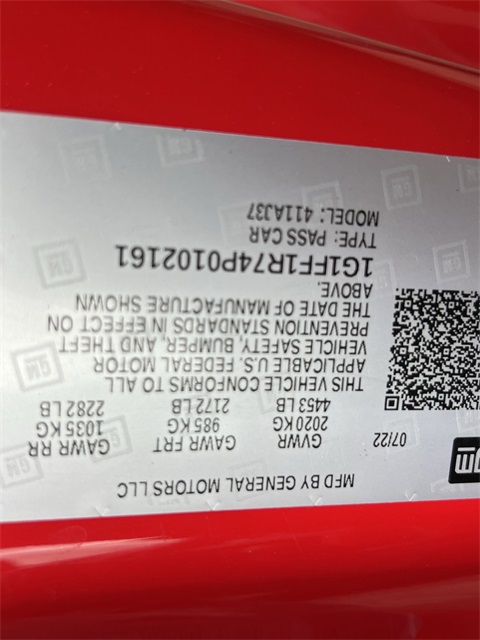 MFD BY GENERAL MOTORS LLC
gm
07/22 GVWR GAWR FRT GAWR RR
2020 KG 985 KG 1035 KG
4453 LB 2172 LB 2282 LB
THIS VEHICLE CONFORMS TO ALL
APPLICABLE U.S. FEDERAL MOTOR
VEHICLE SAFETY, BUMPER, AND THEFT
PREVENTION STANDARDS IN EFFECT ON
THE DATE OF MANUFACTURE SHOWN
ABOVE.
1G1FF1R74P0102161
TYPE: PASS CAR
MODEL: 411AJ37